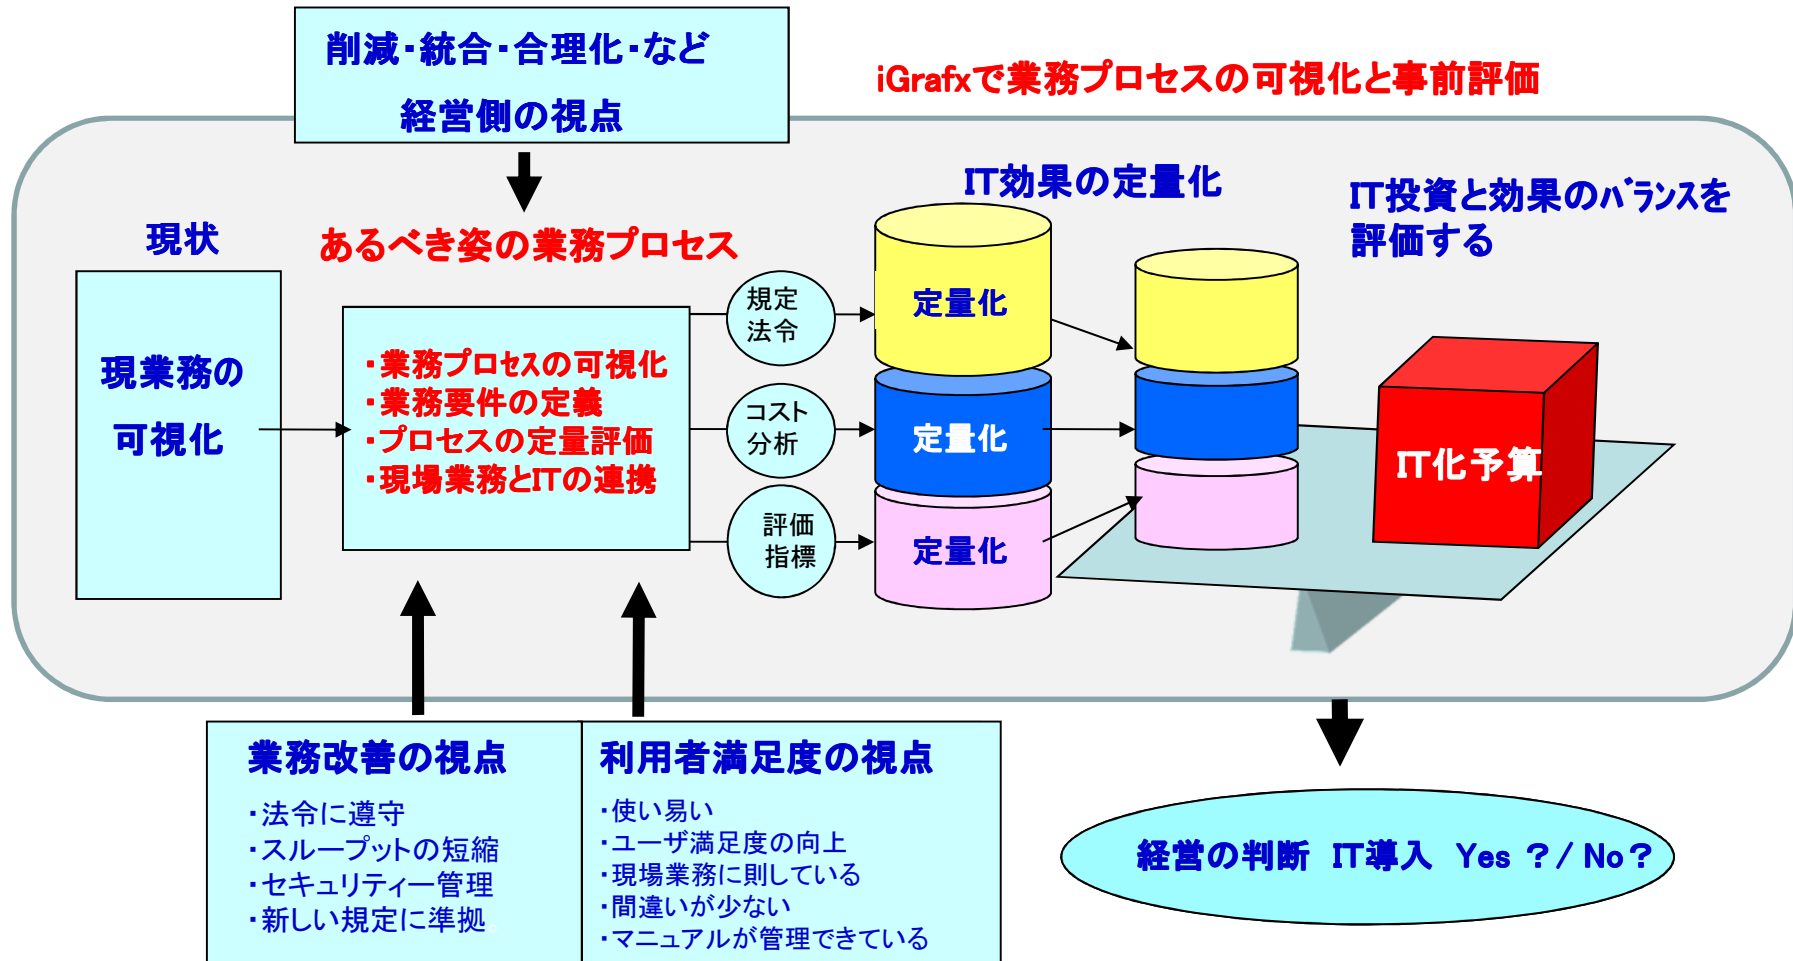 削減・統合・合理化・など
経営側の視点
iGrafxで業務プロセスの可視化と事前評価
現状
あるべき姿の業務プロセス
IT効果の定量化
IT投資と効果のバランスを
評価する
現業務の
可視化
・業務プロセスの可視化
・業務要件の定義
・プロセスの定量評価
・現場業務とITの連携
規定
法令
コスト
分析
評価
指標
定量化
定量化
定量化
IT化予算
業務改善の視点
・法令に遵守
・スループットの短縮
・セキュリティー管理
・新しい規定に準拠。
利用者満足度の視点
・使い易い
・ユーザ満足度の向上
・現場業務に則している
・間違いが少ない
・マニュアルが管理できている
経営の判断 IT導入 Yes ?/ No?